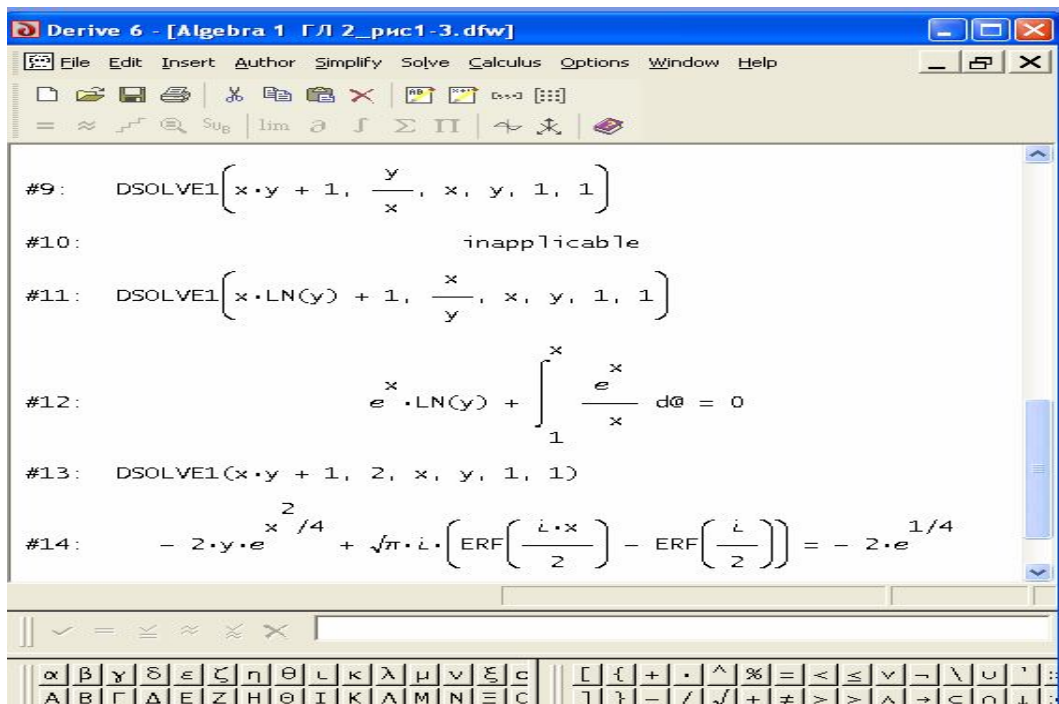 Derive 6 - [Algebra 1 ГЛ 2_рис1-3.dfw]
File Edit Insert Author Simplify Solve Calculus Options Window Help
= ≈ SUB lim ∂ ∫ Σ Π
#9: DSOLVE1(x·y + 1, y/x, x, y, 1, 1)
#10: inapplicable
#11: DSOLVE1(x·LN(y) + 1, x/y, x, y, 1, 1)
#12: e^x·LN(y) + ∫_1^x e^x/x d@ = 0
#13: DSOLVE1(x·y + 1, 2, x, y, 1, 1)
#14: - 2·y·e^(x^2/4) + √π·i·(ERF(i·x/2) - ERF(i/2)) = - 2·e^(1/4)
α β γ δ ε ζ η θ ι κ λ μ ν ξ [ { + · ^ % = < ≤ ∨ ¬ \ ∪ '
Α Β Γ Δ Ε Ζ Η Θ Ι Κ Λ Μ Ν Ξ ] } - / √ ± ≠ > ≥ ∧ → ⊂ ∩ ↓